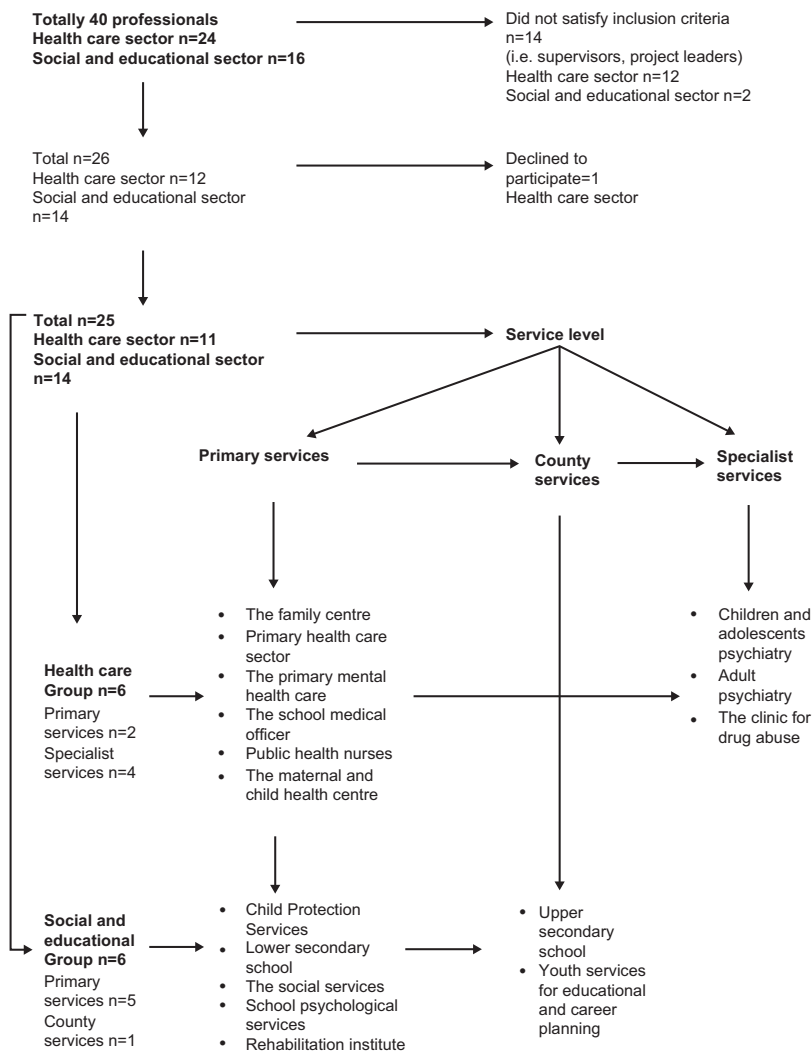 Totally 40 professionals
Health care sector n=24
Social and educational sector n=16
Did not satisfy inclusion criteria
n=14
(i.e. supervisors, project leaders)
Health care sector n=12
Social and educational sector n=2
Total n=26
Health care sector n=12
Social and educational sector
n=14
Declined to
participate=1
Health care sector
Total n=25
Health care sector n=11
Social and educational sector
n=14
Service level
Primary services
County
services
Specialist
services
Health care
Group n=6
Primary
services n=2
Specialist
services n=4
• The family centre
• Primary health care
sector
• The primary mental
health care
• The school medical
officer
• Public health nurses
• The maternal and
child health centre
• Children and
adolescents
psychiatry
• Adult
psychiatry
• The clinic for
drug abuse
Social and
educational
Group n=6
Primary
services n=5
County
services n=1
• Child Protection
Services
• Lower secondary
school
• The social services
• School psychological
services
• Rehabilitation institute
• Upper
secondary
school
• Youth services
for educational
and career
planning